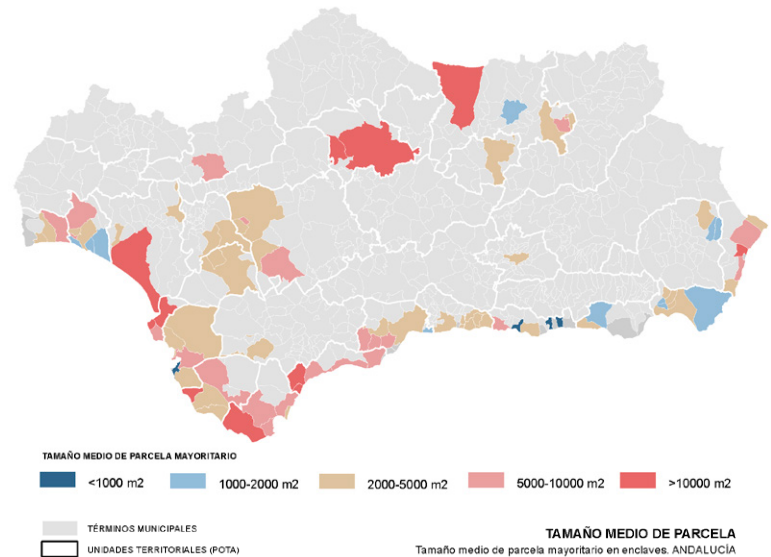 TAMAÑO MEDIO DE PARCELA MAYORITARIO
<1000 m2
1000-2000 m2
2000-5000 m2
5000-10000 m2
>10000 m2
TÉRMINOS MUNICIPALES
UNIDADES TERRITORIALES (POTA)
TAMAÑO MEDIO DE PARCELA
Tamaño medio de parcela mayoritario en enclaves. ANDALUCÍA